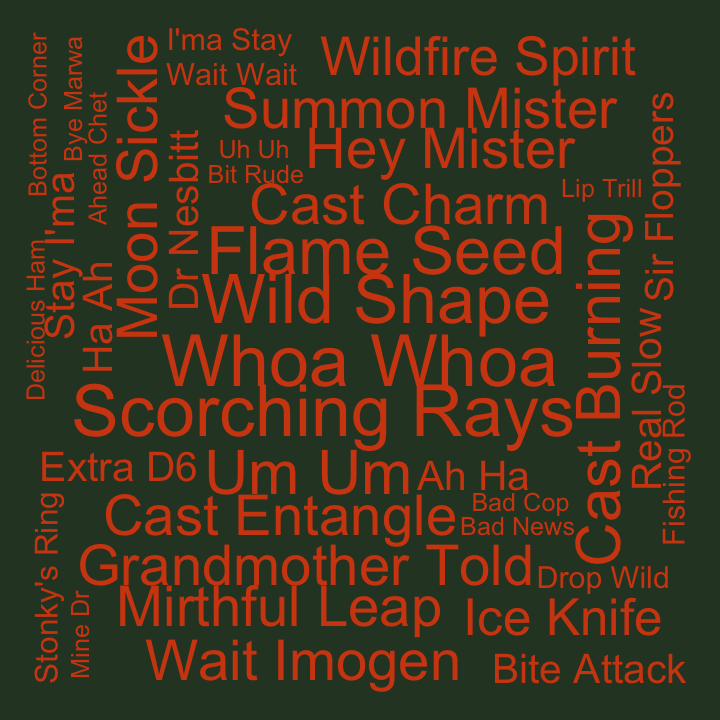 I'ma Stay
Wait Wait
Wildfire Spirit
Bottom Corner
Bye Marwa
Ahead Chet
Moon Sickle
Summon Mister
Uh Uh
Hey Mister
Bit Rude
Dr Nesbitt
Stay I'ma
Cast Charm
Lip Trill
Sir Floppers
Flame Seed
Delicious Ham
Ha Ah
Wild Shape
Cast Burning
Real Slow
Whoa Whoa
Scorching Rays
Fishing Rod
Extra D6
Um Um
Ah Ha
Stonky's Ring
Cast Entangle
Bad Cop
Bad News
Grandmother Told
Drop Wild
Mine Dr
Mirthful Leap
Ice Knife
Wait Imogen
Bite Attack